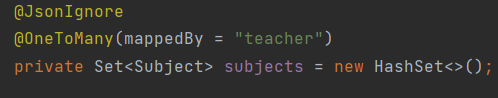 @JsonIgnore
@OneToMany(mappedBy = "teacher")
private Set<Subject> subjects = new HashSet<>();